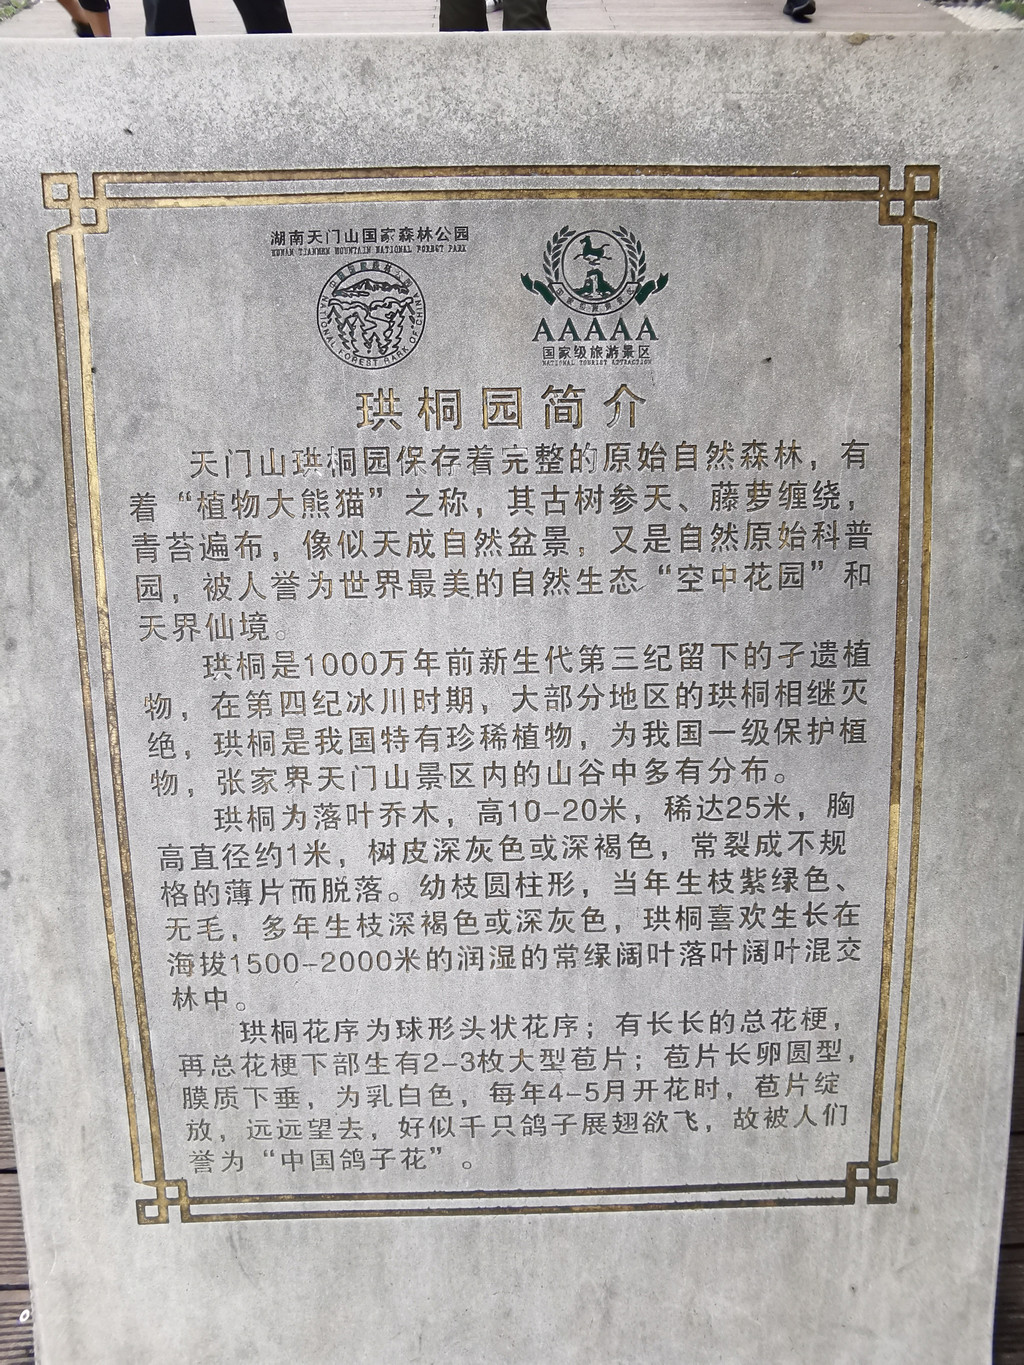 湖南天门山国家森林公园
HUNAN TIANMEN MOUNTAIN NATIONAL FOREST PARK
NATIONAL FOREST PARK OF CHINA
AAAAA
国家级旅游景区
NATIONAL TOURIST ATTRACTION
珙桐园简介
天门山珙桐园保存着完整的原始自然森林，有
着“植物大熊猫”之称，其古树参天、藤萝缠绕，
青苔遍布，像似天成自然盆景，又是自然原始科普
园，被人誉为世界最美的自然生态“空中花园”和
天界仙境。
珙桐是1000万年前新生代第三纪留下的孑遗植
物，在第四纪冰川时期，大部分地区的珙桐相继灭
绝，珙桐是我国特有珍稀植物，为我国一级保护植
物，张家界天门山景区内的山谷中多有分布。
珙桐为落叶乔木，高10-20米，稀达25米，胸
高直径约1米，树皮深灰色或深褐色，常裂成不规
格的薄片而脱落。幼枝圆柱形，当年生枝紫绿色、
无毛，多年生枝深褐色或深灰色，珙桐喜欢生长在
海拔1500-2000米的润湿的常绿阔叶落叶阔叶混交
林中。
珙桐花序为球形头状花序；有长长的总花梗，
再总花梗下部生有2-3枚大型苞片；苞片长卵圆型，
膜质下垂，为乳白色，每年4-5月开花时，苞片绽
放，远远望去，好似千只鸽子展翅欲飞，故被人们
誉为“中国鸽子花”。